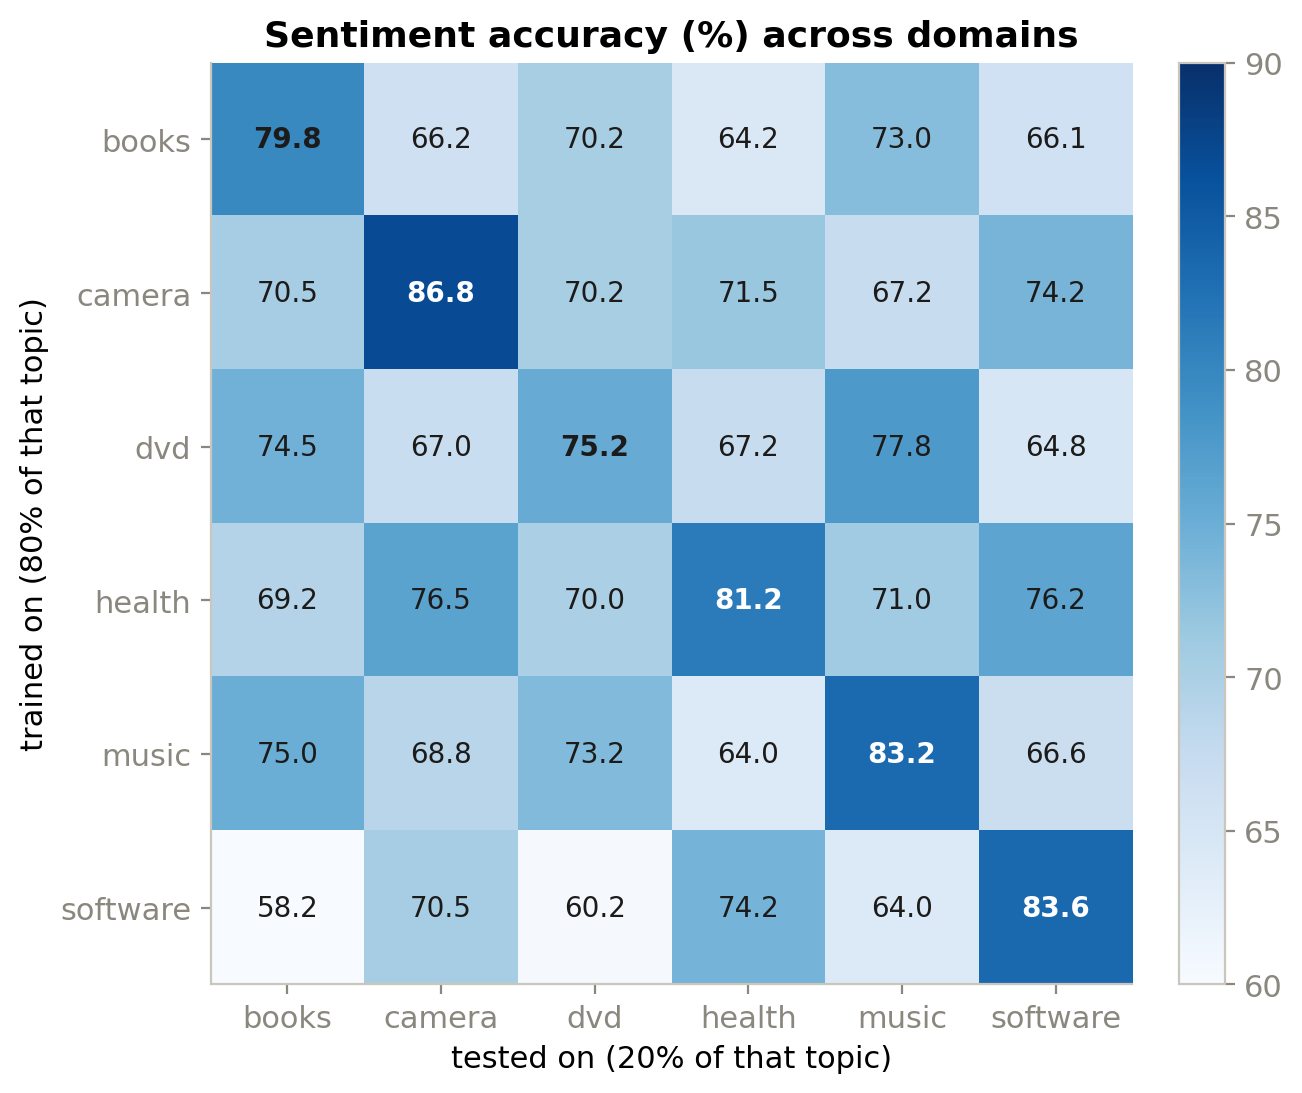 Sentiment accuracy (%) across domains
trained on (80% of that topic)
books 79.8 66.2 70.2 64.2 73.0 66.1
camera 70.5 86.8 70.2 71.5 67.2 74.2
dvd 74.5 67.0 75.2 67.2 77.8 64.8
health 69.2 76.5 70.0 81.2 71.0 76.2
music 75.0 68.8 73.2 64.0 83.2 66.6
software 58.2 70.5 60.2 74.2 64.0 83.6
books camera dvd health music software
tested on (20% of that topic)
90
85
80
75
70
65
60